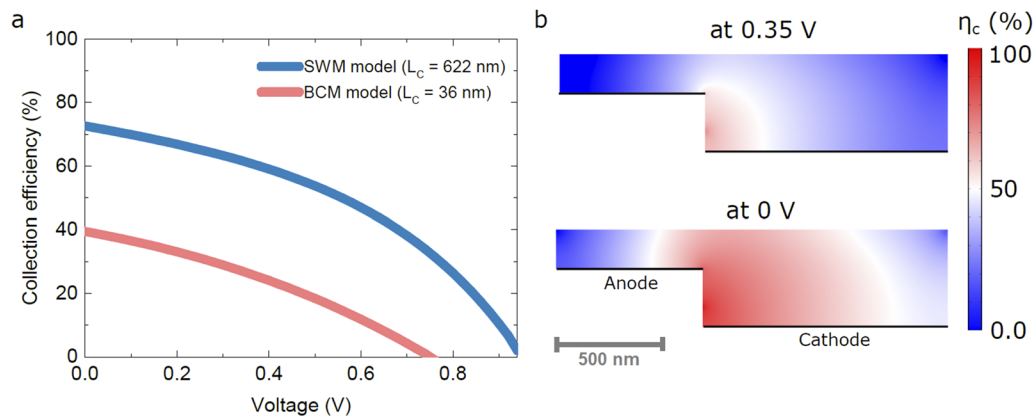 a
100
80
60
40
20
0
Collection efficiency (%)
SWM model (L_C = 622 nm)
BCM model (L_C = 36 nm)
0.0 0.2 0.4 0.6 0.8
Voltage (V)
b
η_c (%)
at 0.35 V
at 0 V
Anode
Cathode
500 nm
100
50
0.0